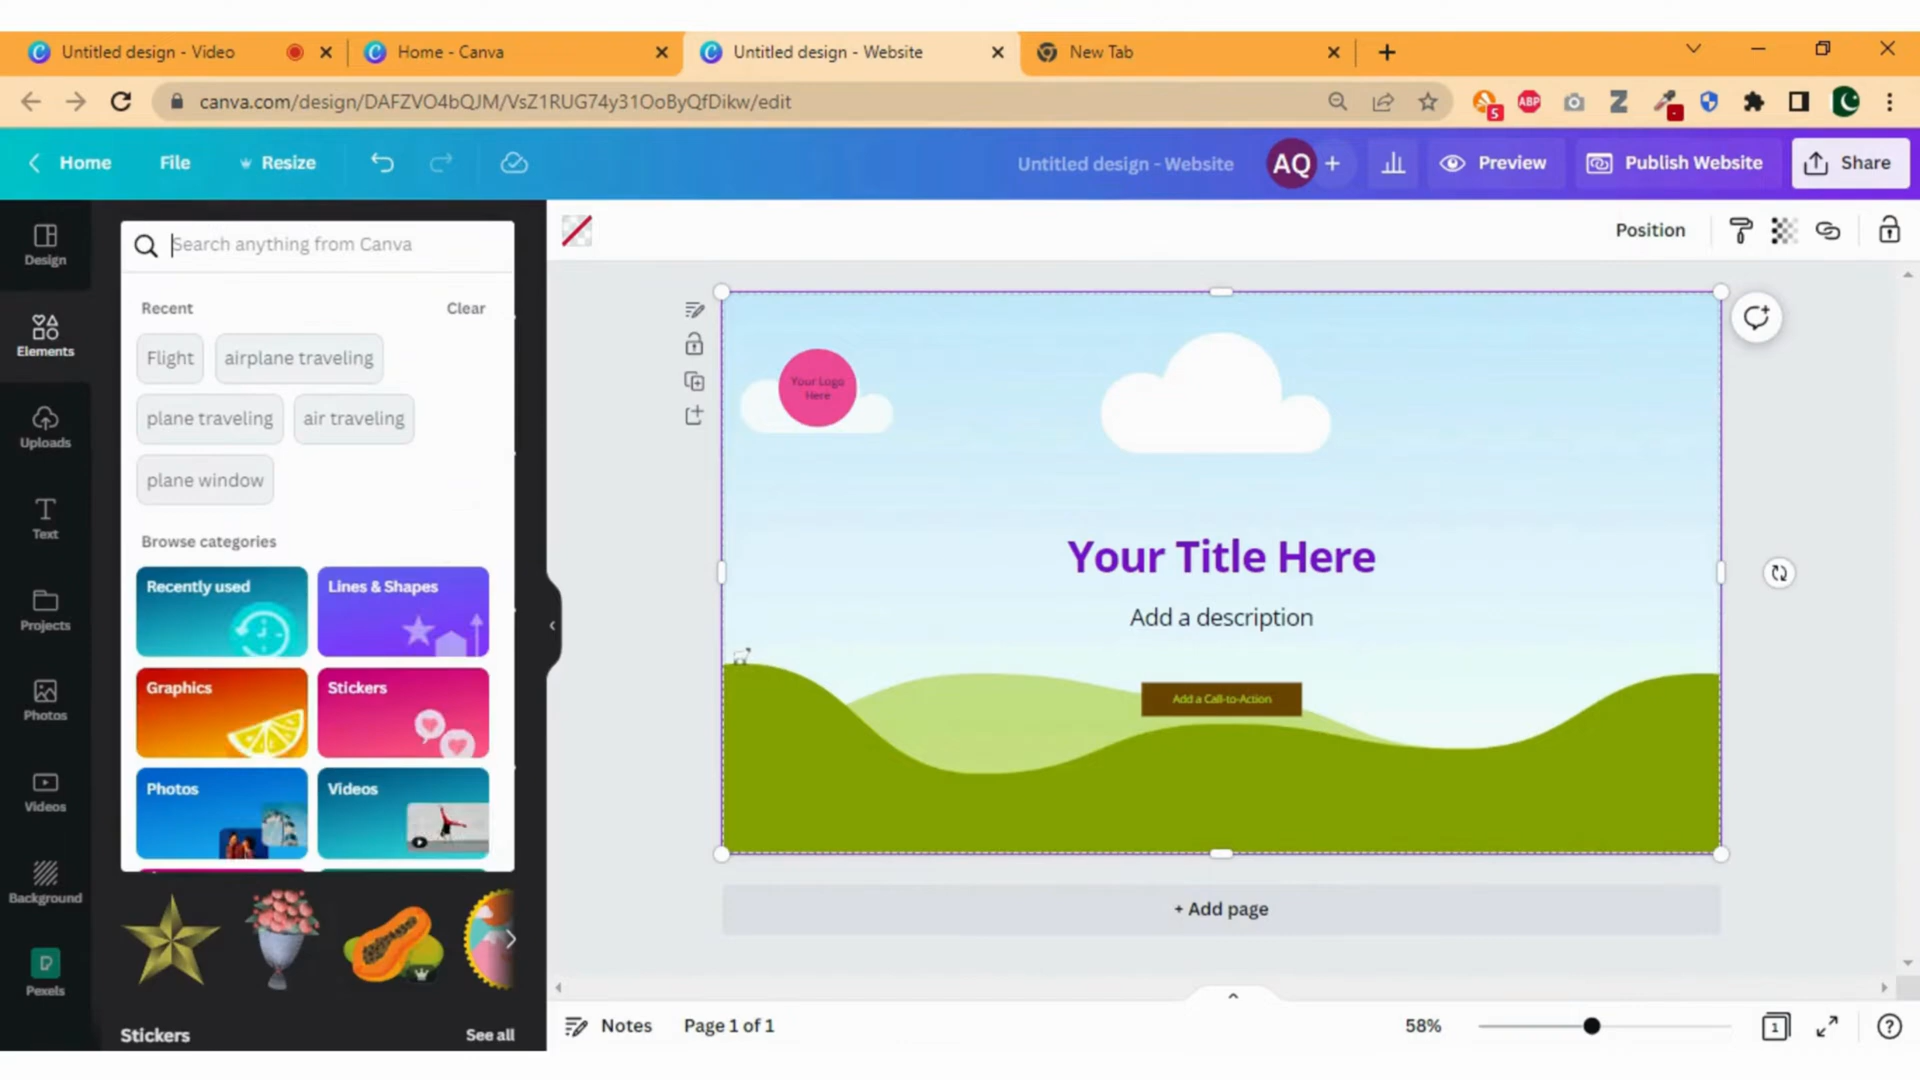 Untitled design - Video
Home - Canva
Untitled design - Website
New Tab
canva.com/design/DAFZVO4bQJM/VsZ1RUG74y31OoByQfDikw/edit
5
ABP
Home
File
Resize
Untitled design - Website
AQ
Preview
Publish Website
Share
Design
Elements
Uploads
Text
Projects
Photos
Videos
Background
Pexels
Search anything from Canva
Recent
Clear
Flight
airplane traveling
plane traveling
air traveling
plane window
Browse categories
Recently used
Lines & Shapes
Graphics
Stickers
Photos
Videos
Stickers
See all
Position
Your Logo
Here
Your Title Here
Add a description
Add a Call-to-Action
+ Add page
Notes
Page 1 of 1
58%
1